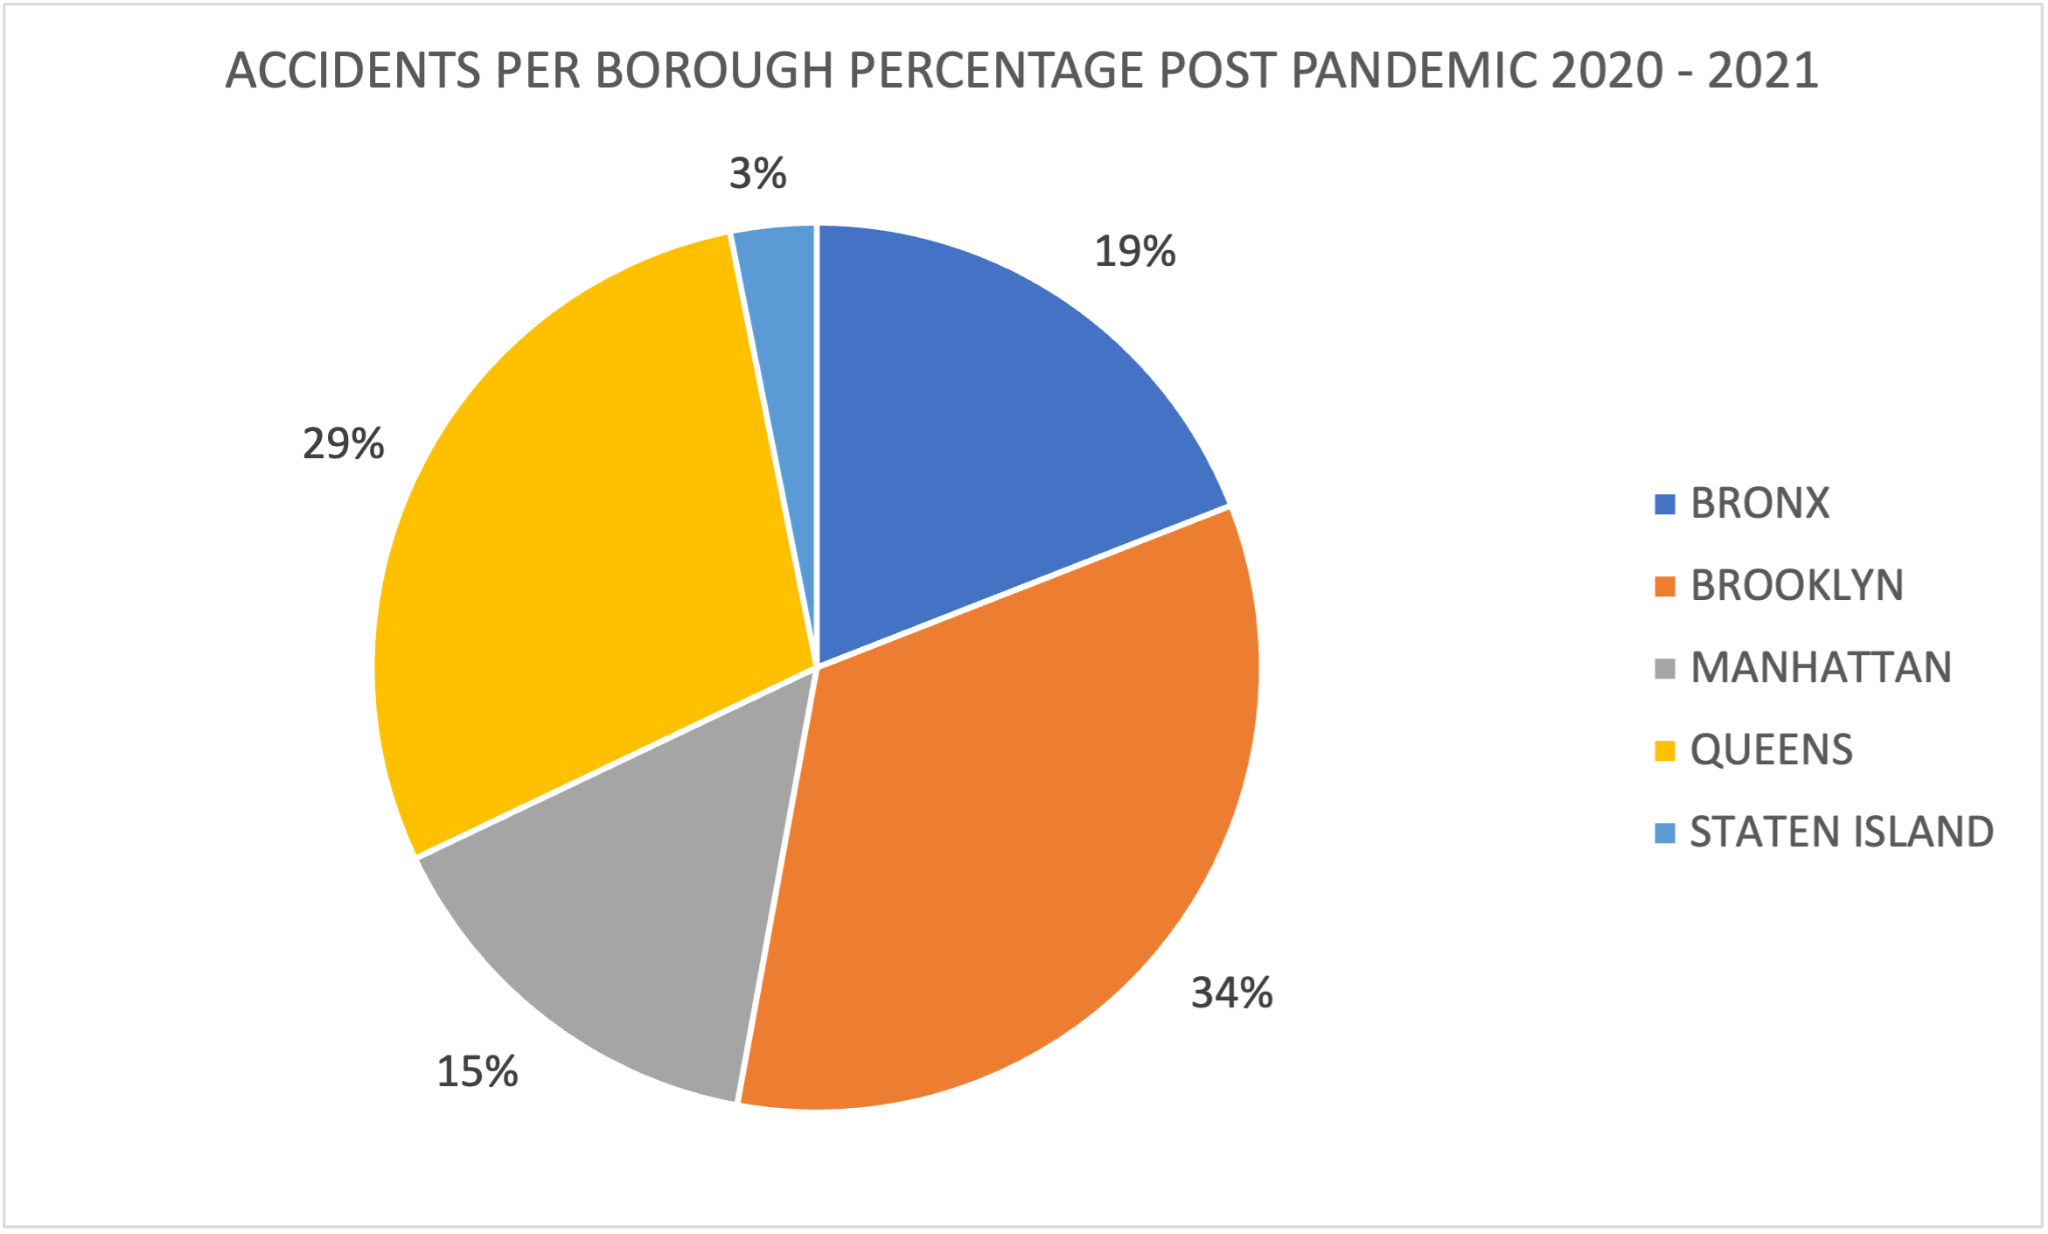 ACCIDENTS PER BOROUGH PERCENTAGE POST PANDEMIC 2020 - 2021
3%
19%
29%
34%
15%
BRONX
BROOKLYN
MANHATTAN
QUEENS
STATEN ISLAND